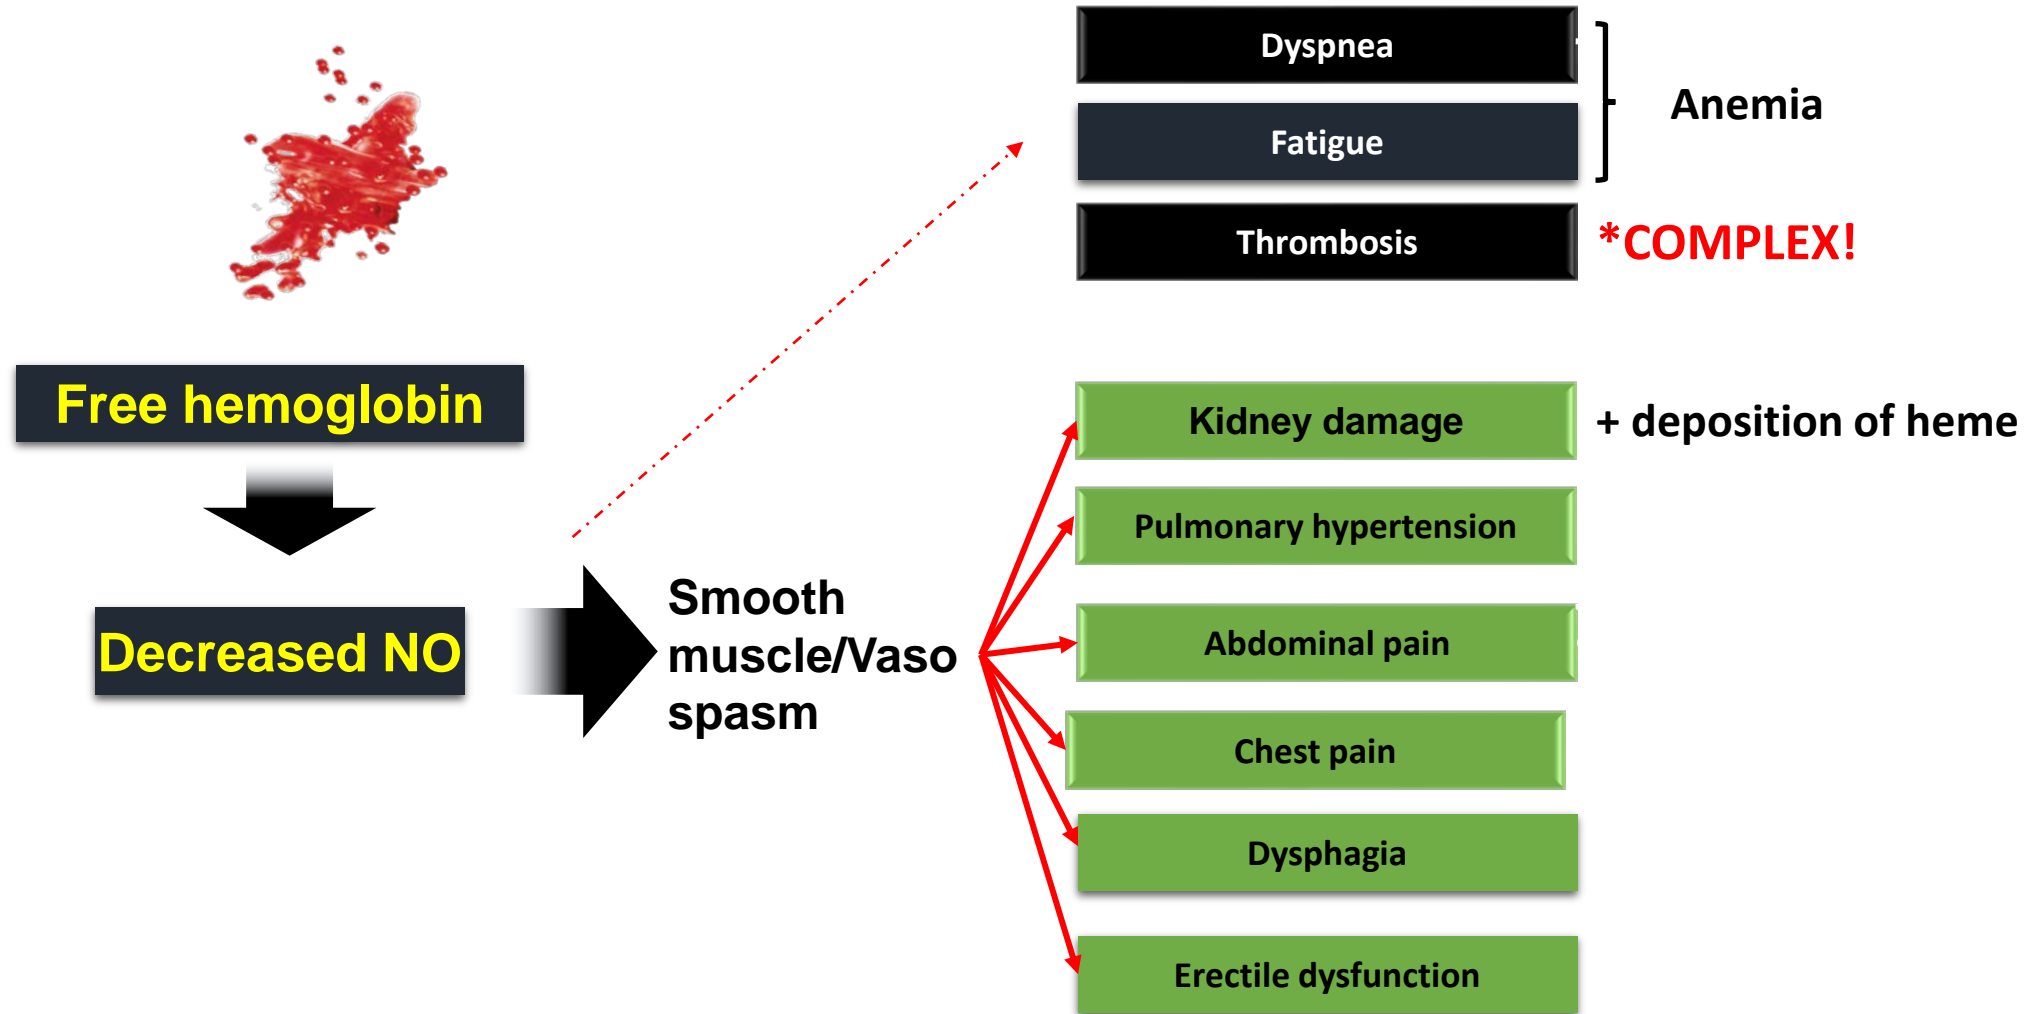 Dyspnea
Fatigue
Anemia
Thrombosis
*COMPLEX!
Free hemoglobin
Decreased NO
Smooth
muscle/Vaso
spasm
Kidney damage
+ deposition of heme
Pulmonary hypertension
Abdominal pain
Chest pain
Dysphagia
Erectile dysfunction